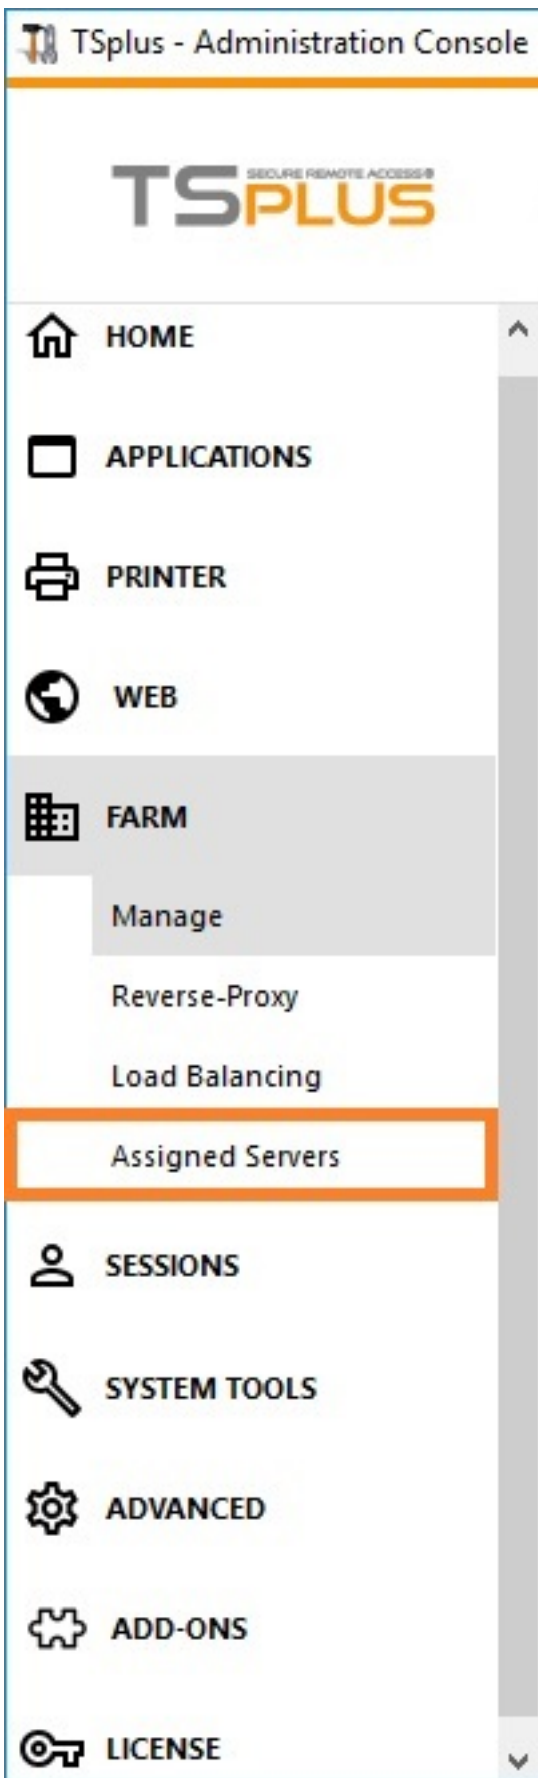 TSplus - Administration Console
TSPLUS
SECURE REMOTE ACCESS®
HOME
APPLICATIONS
PRINTER
WEB
FARM
Manage
Reverse-Proxy
Load Balancing
Assigned Servers
SESSIONS
SYSTEM TOOLS
ADVANCED
ADD-ONS
LICENSE